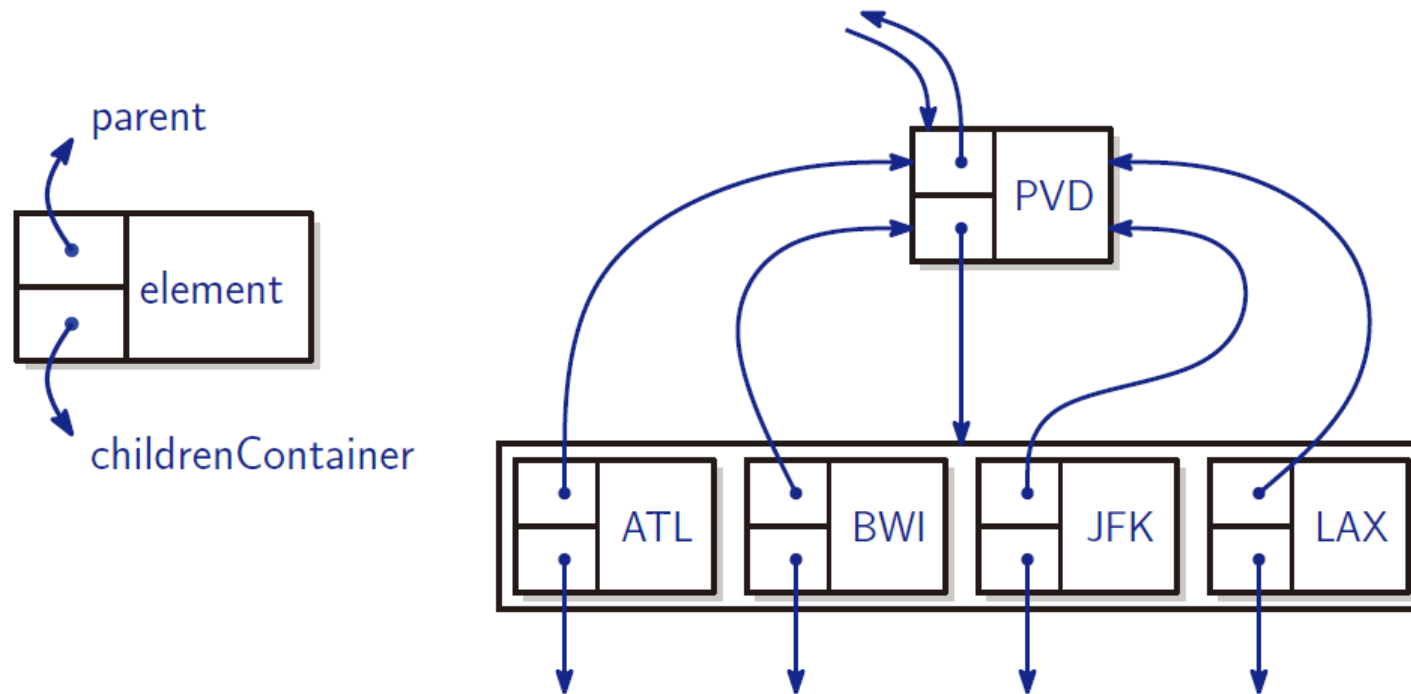 parent
element
childrenContainer
PVD
ATL
BWI
JFK
LAX